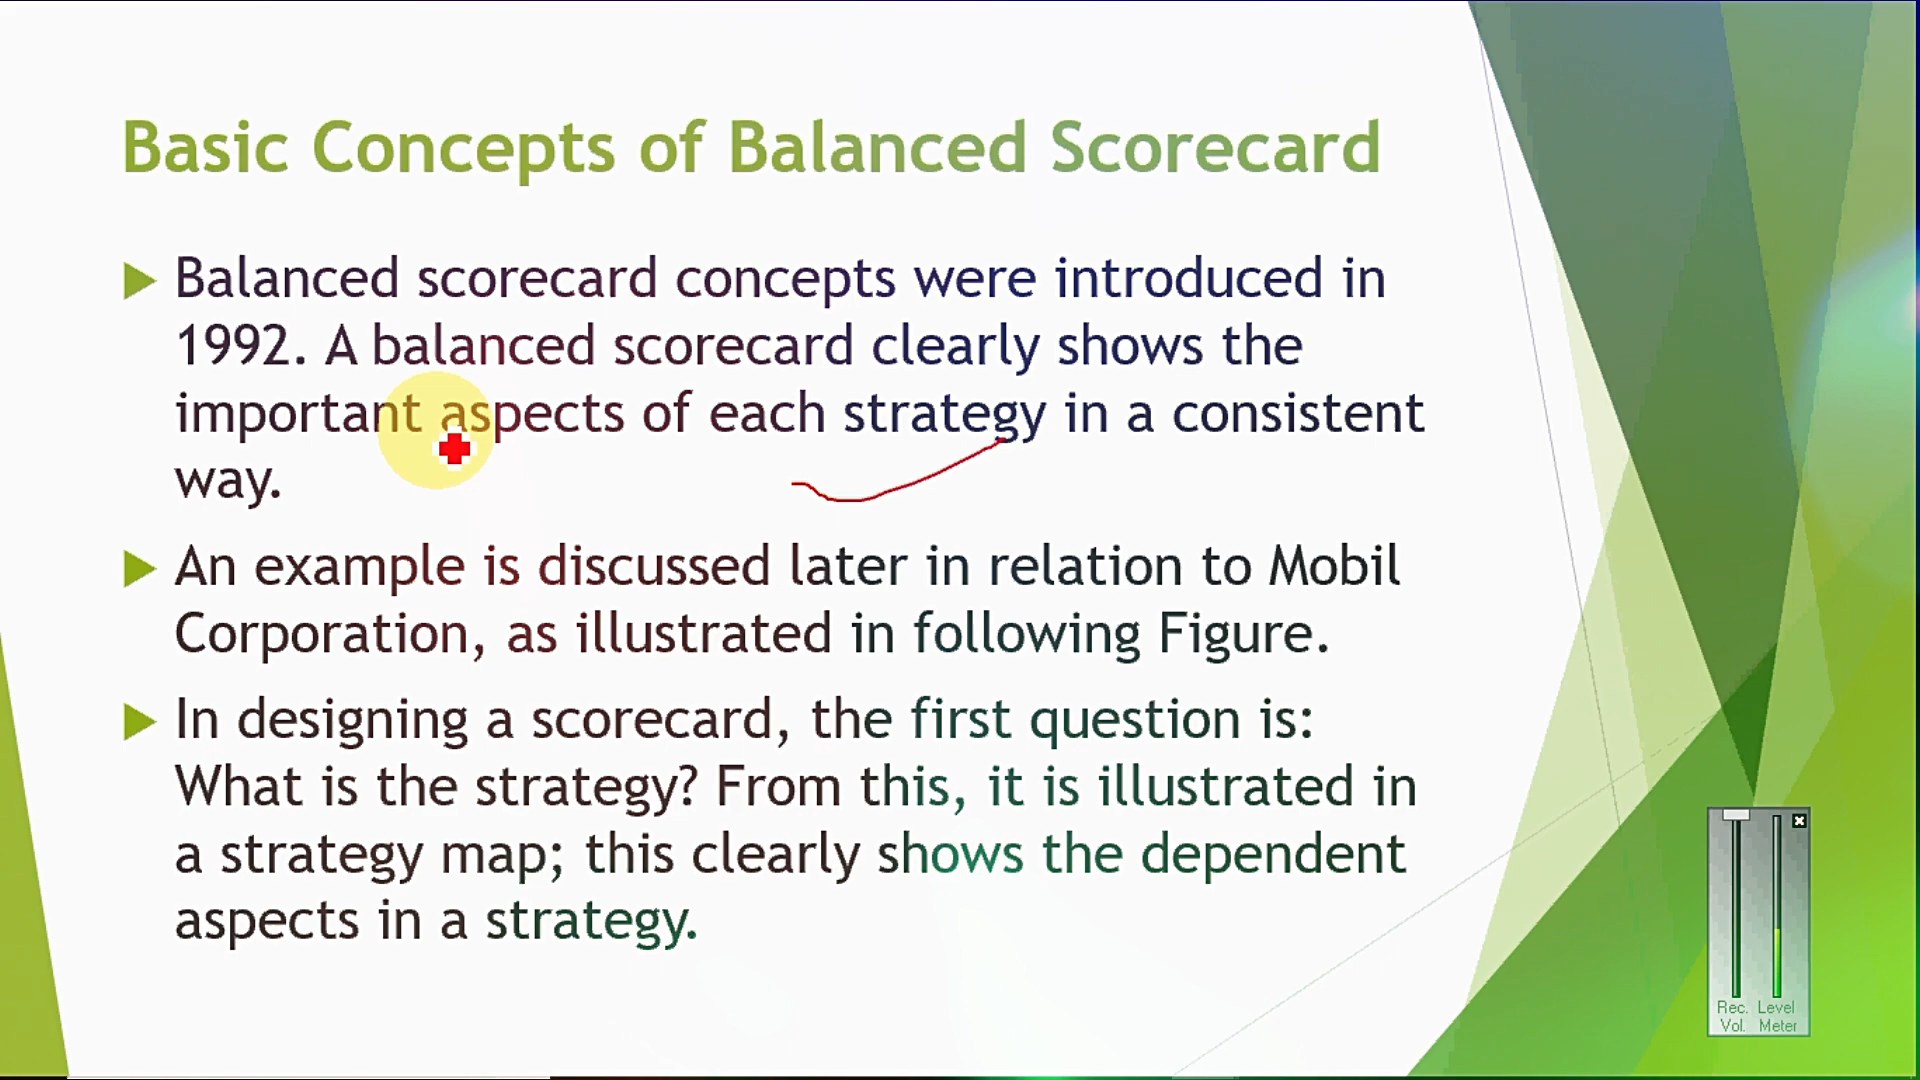 Basic Concepts of Balanced Scorecard
Balanced scorecard concepts were introduced in
1992. A balanced scorecard clearly shows the
important aspects of each strategy in a consistent
way.
An example is discussed later in relation to Mobil
Corporation, as illustrated in following Figure.
In designing a scorecard, the first question is:
What is the strategy? From this, it is illustrated in
a strategy map; this clearly shows the dependent
aspects in a strategy.
Rec. Level
Vol. Meter